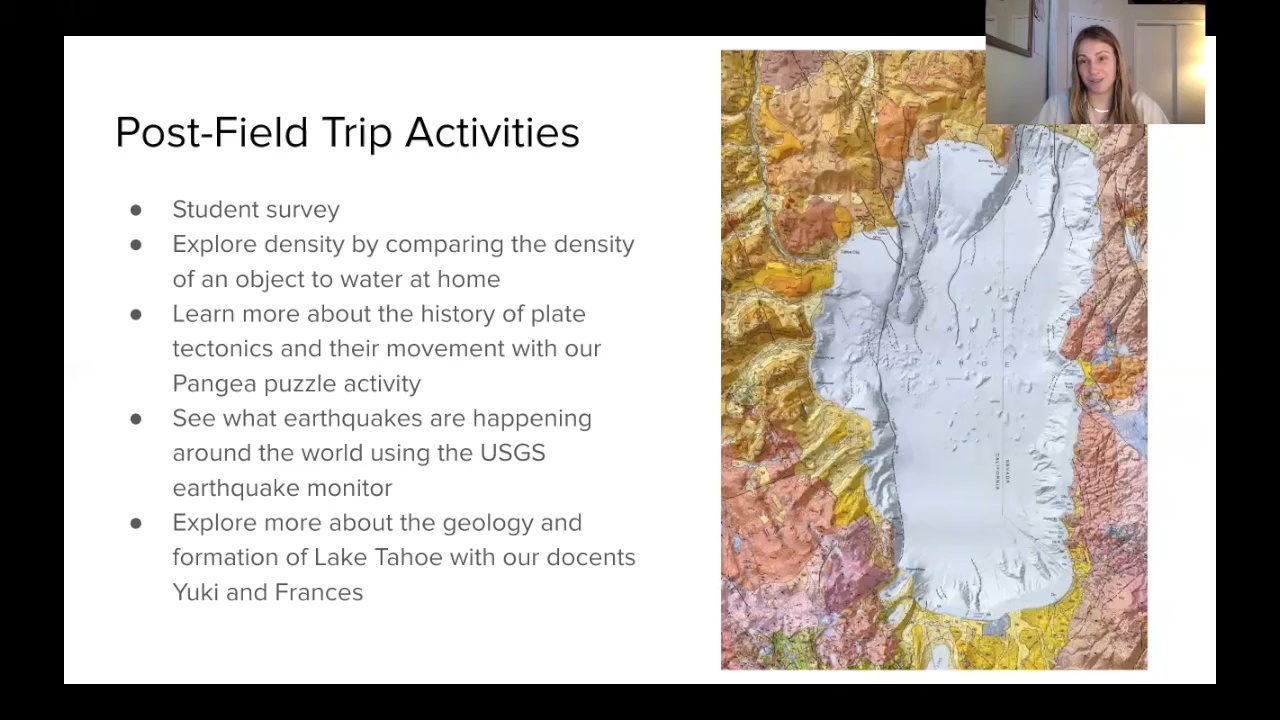 Post-Field Trip Activities
● Student survey
● Explore density by comparing the density
of an object to water at home
● Learn more about the history of plate
tectonics and their movement with our
Pangea puzzle activity
● See what earthquakes are happening
around the world using the USGS
earthquake monitor
● Explore more about the geology and
formation of Lake Tahoe with our docents
Yuki and Frances
CALIFORNIA
NEVADA